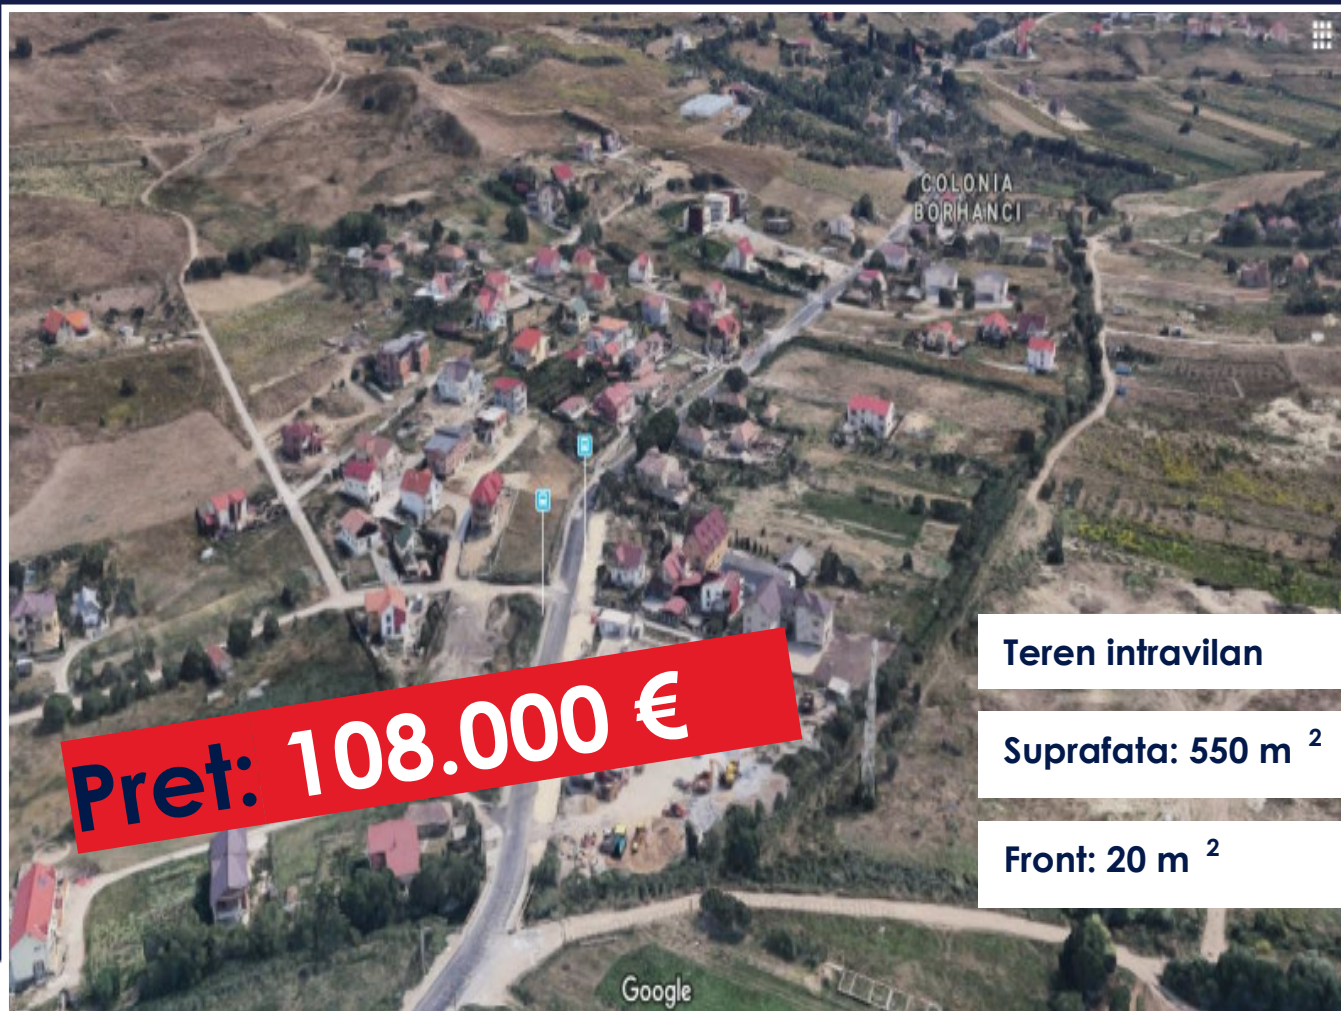 COLONIA
BORHANCI
Teren intravilan
Pret: 108.000 €
Suprafata: 550 m ²
Front: 20 m ²
Google